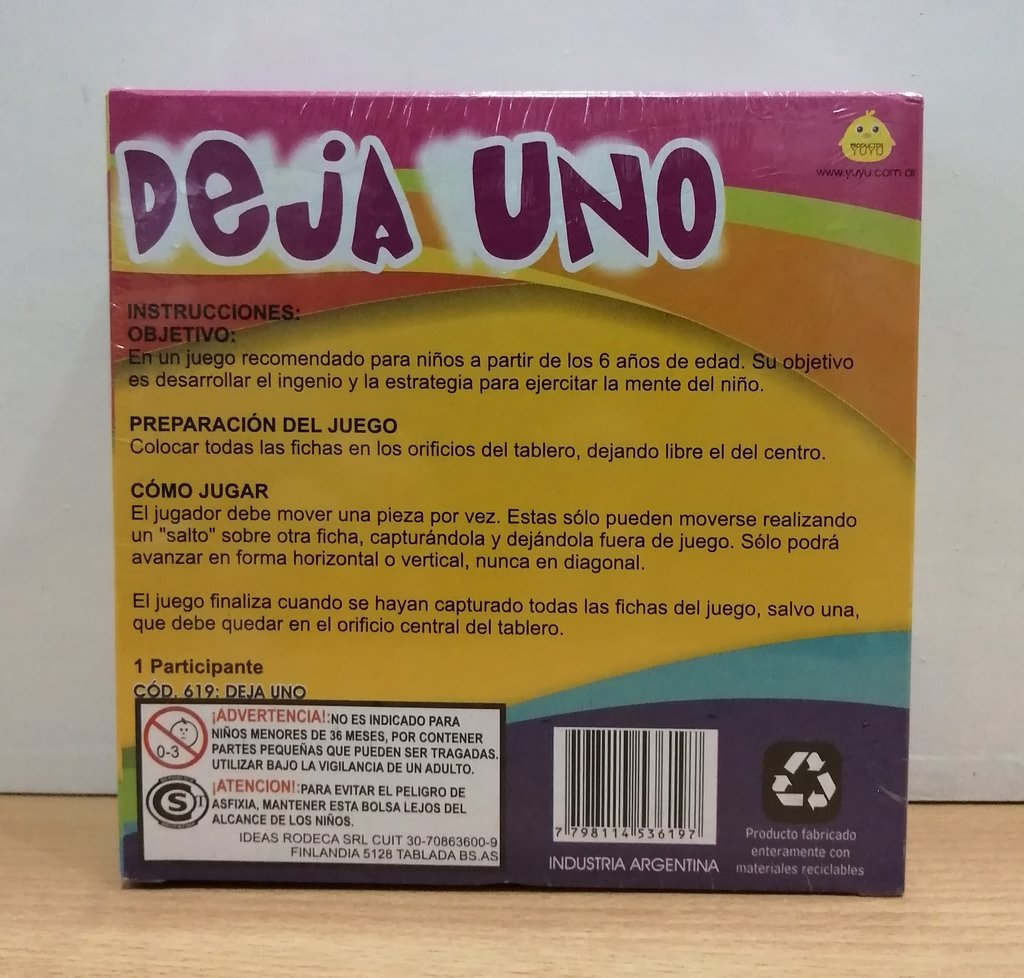 DEJA UNO
PRODUCTOS
YUYU
www.yuyu.com.ar
INSTRUCCIONES:
OBJETIVO:
En un juego recomendado para niños a partir de los 6 años de edad. Su objetivo
es desarrollar el ingenio y la estrategia para ejercitar la mente del niño.
PREPARACIÓN DEL JUEGO
Colocar todas las fichas en los orificios del tablero, dejando libre el del centro.
CÓMO JUGAR
El jugador debe mover una pieza por vez. Estas sólo pueden moverse realizando
un "salto" sobre otra ficha, capturándola y dejándola fuera de juego. Sólo podrá
avanzar en forma horizontal o vertical, nunca en diagonal.
El juego finaliza cuando se hayan capturado todas las fichas del juego, salvo una,
que debe quedar en el orificio central del tablero.
1 Participante
CÓD. 619: DEJA UNO
0-3
¡ADVERTENCIA!:NO ES INDICADO PARA
NIÑOS MENORES DE 36 MESES, POR CONTENER
PARTES PEQUEÑAS QUE PUEDEN SER TRAGADAS.
UTILIZAR BAJO LA VIGILANCIA DE UN ADULTO.
S
¡ATENCION!:PARA EVITAR EL PELIGRO DE
ASFIXIA, MANTENER ESTA BOLSA LEJOS DEL
ALCANCE DE LOS NIÑOS.
IDEAS RODECA SRL CUIT 30-70863600-9
FINLANDIA 5128 TABLADA BS.AS
7 798114 536197
INDUSTRIA ARGENTINA
Producto fabricado
enteramente con
materiales reciclables